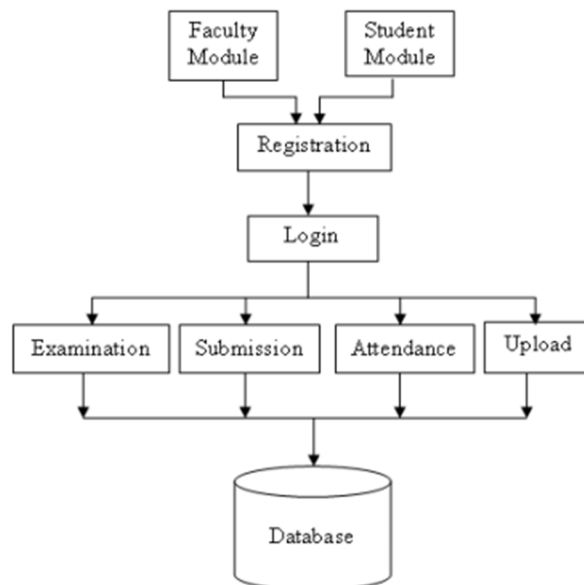 Faculty
Module
Student
Module
Registration
Login
Examination
Submission
Attendance
Upload
Database